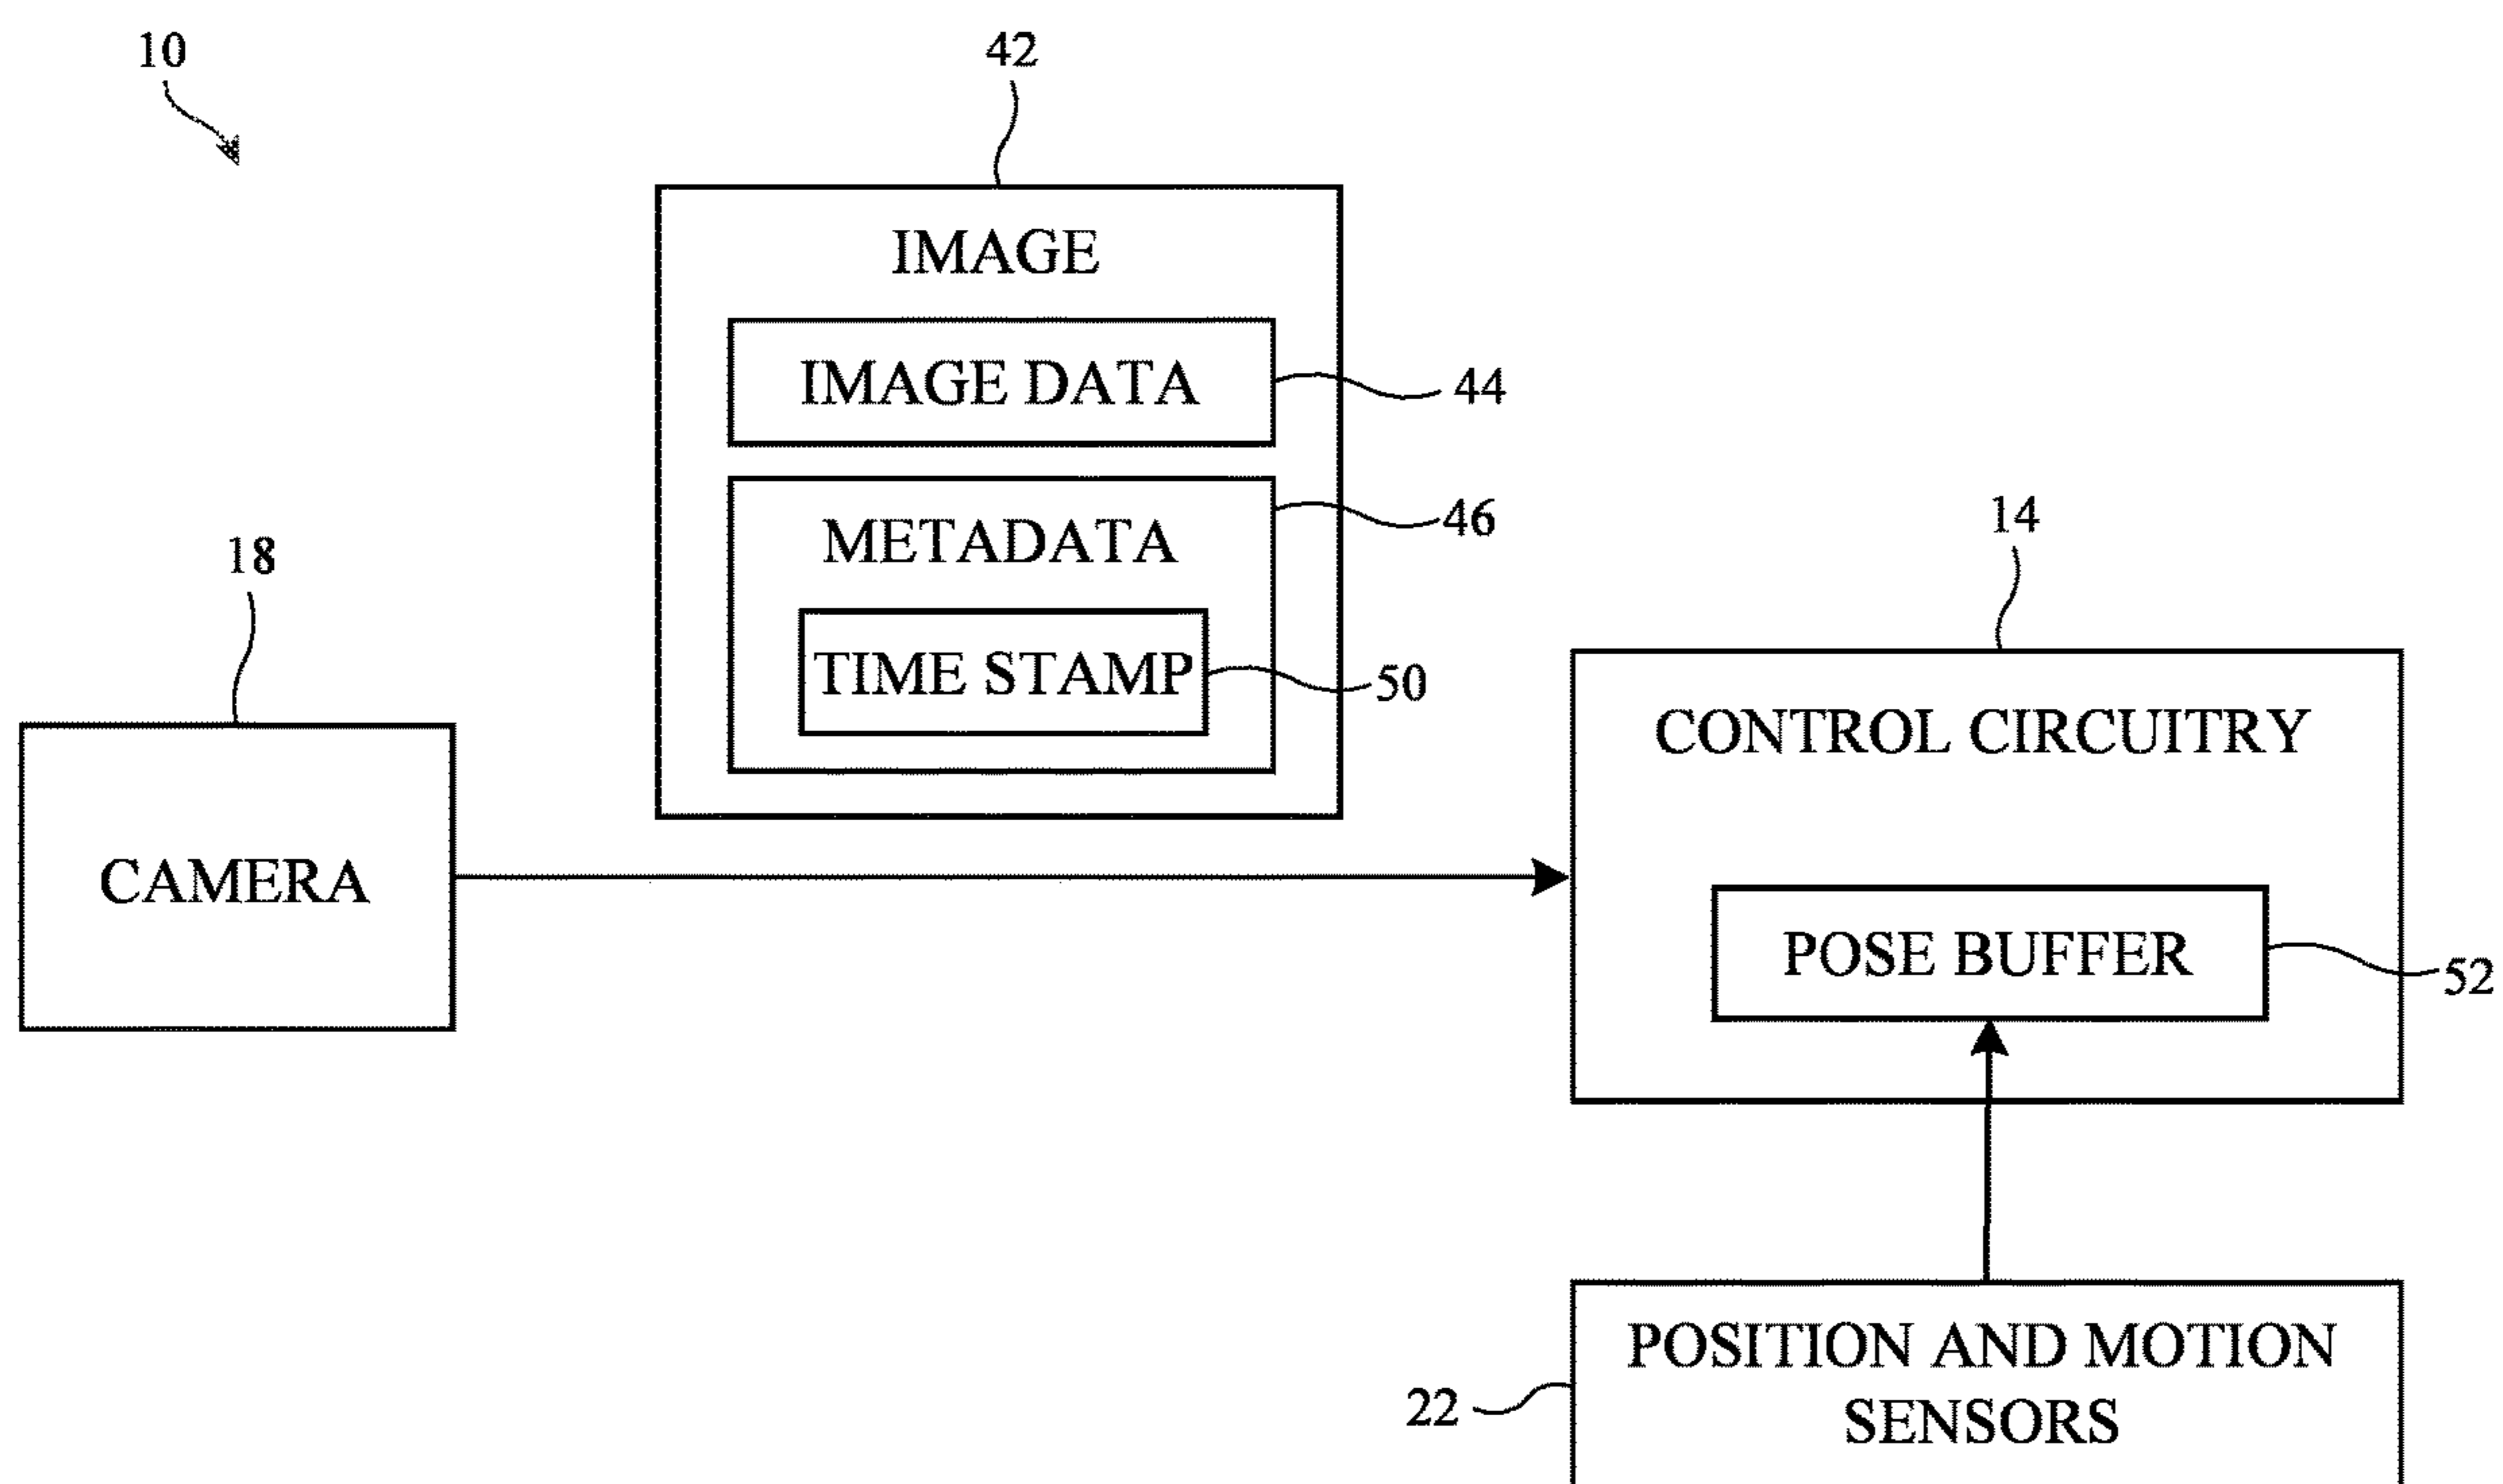 10
42
IMAGE
IMAGE DATA
44
METADATA
46
TIME STAMP
50
18
CAMERA
14
CONTROL CIRCUITRY
POSE BUFFER
52
22
POSITION AND MOTION
SENSORS